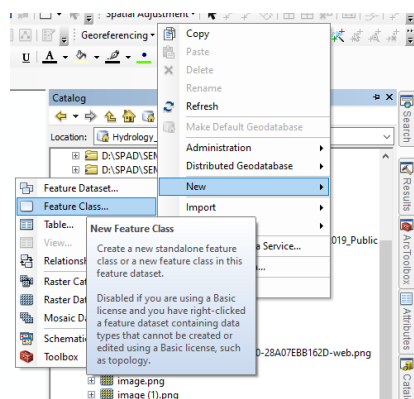 Spatial Adjustment
Georeferencing
U A
Copy
Paste
Delete
Rename
Refresh
Make Default Geodatabase
Administration
Distributed Geodatabase
New
Import
Catalog
Location: Hydrology_
D:\SPAD\SEN
D:\SPAD\SEN
Feature Dataset...
Feature Class...
Table...
View...
Relations
Raster Cat
Raster Dat
Mosaic Da
Schemati
Toolbox
New Feature Class
Create a new standalone feature
class or a new feature class in this
feature dataset.
Disabled if you are using a Basic
license and you have right-clicked
a feature dataset containing data
types that cannot be created or
edited using a Basic license, such
as topology.
a Service...
019_Public
0-28A07EBB162D-web.png
image.png
image (1).png
Search
Results
ArcToolbox
Attributes
Catal